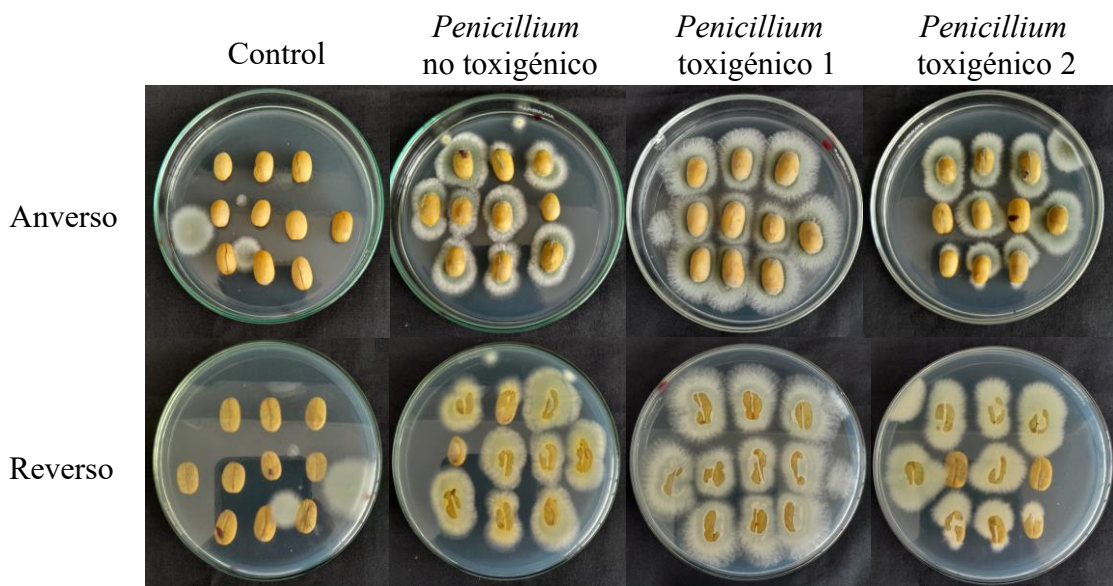 Control
Penicillium
no toxigénico
Penicillium
toxigénico 1
Penicillium
toxigénico 2
Anverso
Reverso